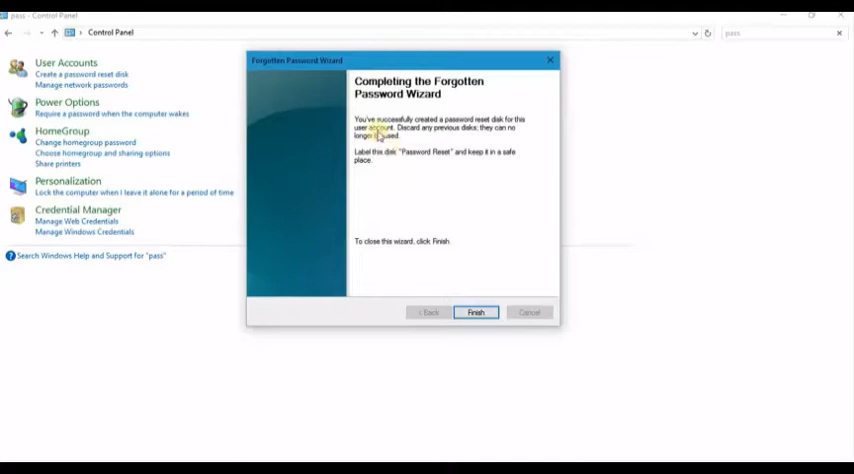 pass - Control Panel
Control Panel
pass
User Accounts
Create a password reset disk
Manage network passwords
Power Options
Require a password when the computer wakes
HomeGroup
Change homegroup password
Choose homegroup and sharing options
Share printers
Personalization
Lock the computer when I leave it alone for a period of time
Credential Manager
Manage Web Credentials
Manage Windows Credentials
Search Windows Help and Support for "pass"
Forgotten Password Wizard
Completing the Forgotten
Password Wizard
You've successfully created a password reset disk for this
user account. Discard any previous disks; they can no
longer be used.
Label this disk "Password Reset" and keep it in a safe
place.
To close this wizard, click Finish.
< Back
Finish
Cancel